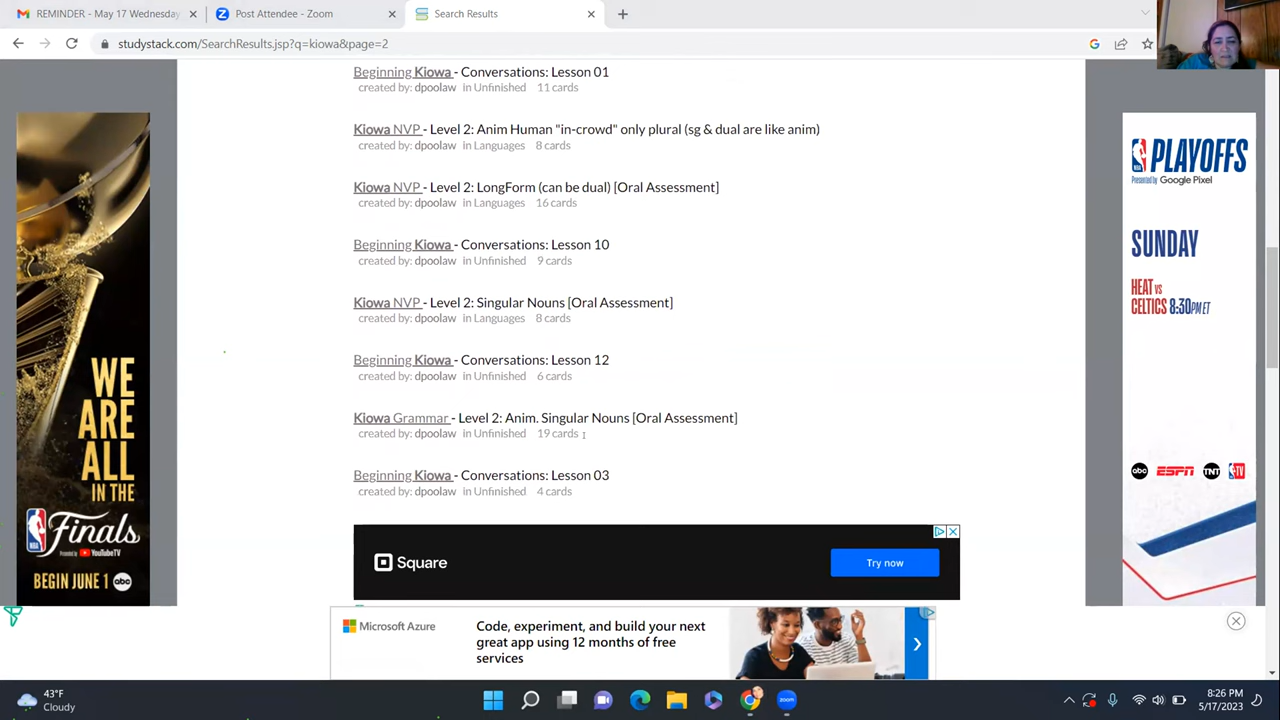 REMINDER - May 17 Wednesday
Post Attendee - Zoom
Search Results
studystack.com/SearchResults.jsp?q=kiowa&page=2
Beginning Kiowa - Conversations: Lesson 01
created by: dpoolaw in Unfinished 11 cards
Kiowa NVP - Level 2: Anim Human "in-crowd" only plural (sg & dual are like anim)
created by: dpoolaw in Languages 8 cards
Kiowa NVP - Level 2: LongForm (can be dual) [Oral Assessment]
created by: dpoolaw in Languages 16 cards
Beginning Kiowa - Conversations: Lesson 10
created by: dpoolaw in Unfinished 9 cards
Kiowa NVP - Level 2: Singular Nouns [Oral Assessment]
created by: dpoolaw in Languages 8 cards
Beginning Kiowa - Conversations: Lesson 12
created by: dpoolaw in Unfinished 6 cards
Kiowa Grammar - Level 2: Anim. Singular Nouns [Oral Assessment]
created by: dpoolaw in Unfinished 19 cards
Beginning Kiowa - Conversations: Lesson 03
created by: dpoolaw in Unfinished 4 cards
WE
ARE
ALL
IN THE
Finals
Presented by YouTubeTV
BEGIN JUNE 1 abc
PLAYOFFS
Presented by Google Pixel
SUNDAY
HEAT VS
CELTICS 8:30PM ET
abc ESPN TNT NBA TV
Square
Try now
Microsoft Azure
Code, experiment, and build your next
great app using 12 months of free
services
43°F
Cloudy
8:26 PM
5/17/2023